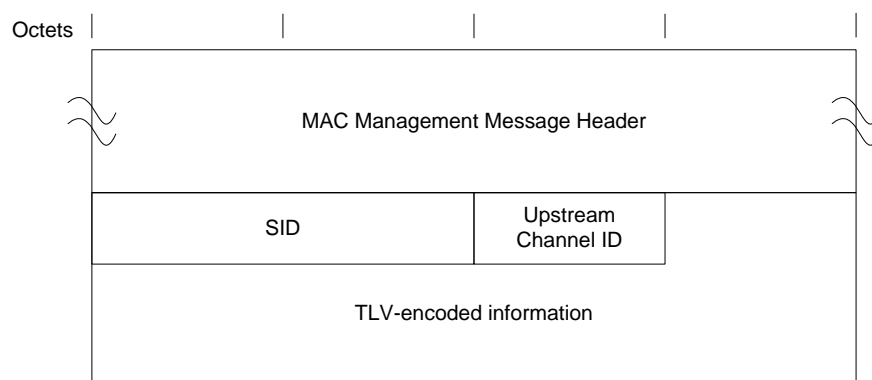 Octets
MAC Management Message Header
SID
Upstream
Channel ID
TLV-encoded information